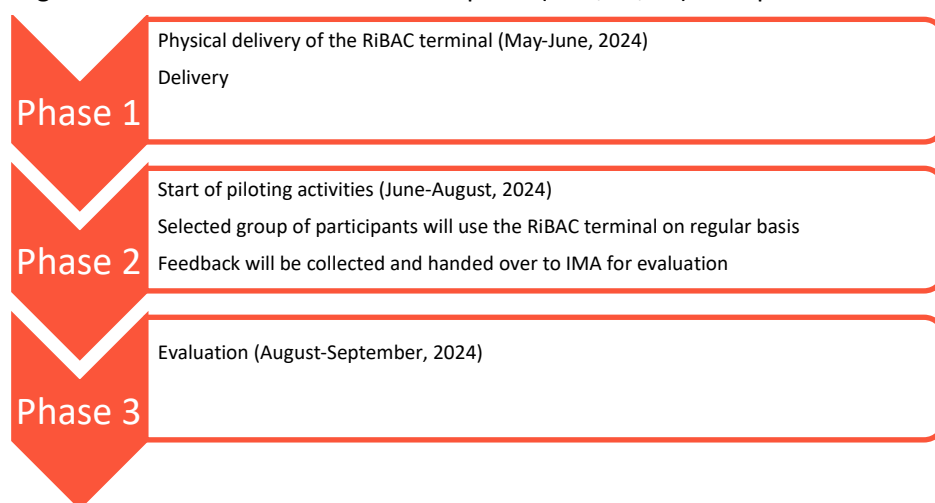 Physical delivery of the RiBAC terminal (May-June, 2024)
Delivery
Phase 1
Start of piloting activities (June-August, 2024)
Selected group of participants will use the RiBAC terminal on regular basis
Feedback will be collected and handed over to IMA for evaluation
Phase 2
Evaluation (August-September, 2024)
Phase 3